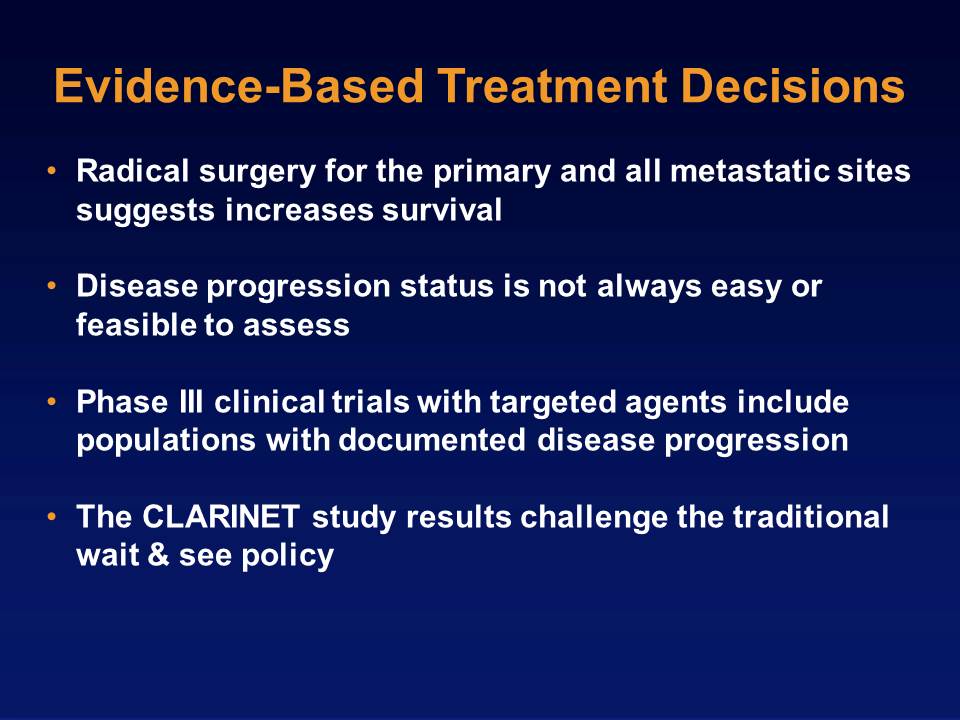 Evidence-Based Treatment Decisions
• Radical surgery for the primary and all metastatic sites
suggests increases survival
• Disease progression status is not always easy or
feasible to assess
• Phase III clinical trials with targeted agents include
populations with documented disease progression
• The CLARINET study results challenge the traditional
wait & see policy